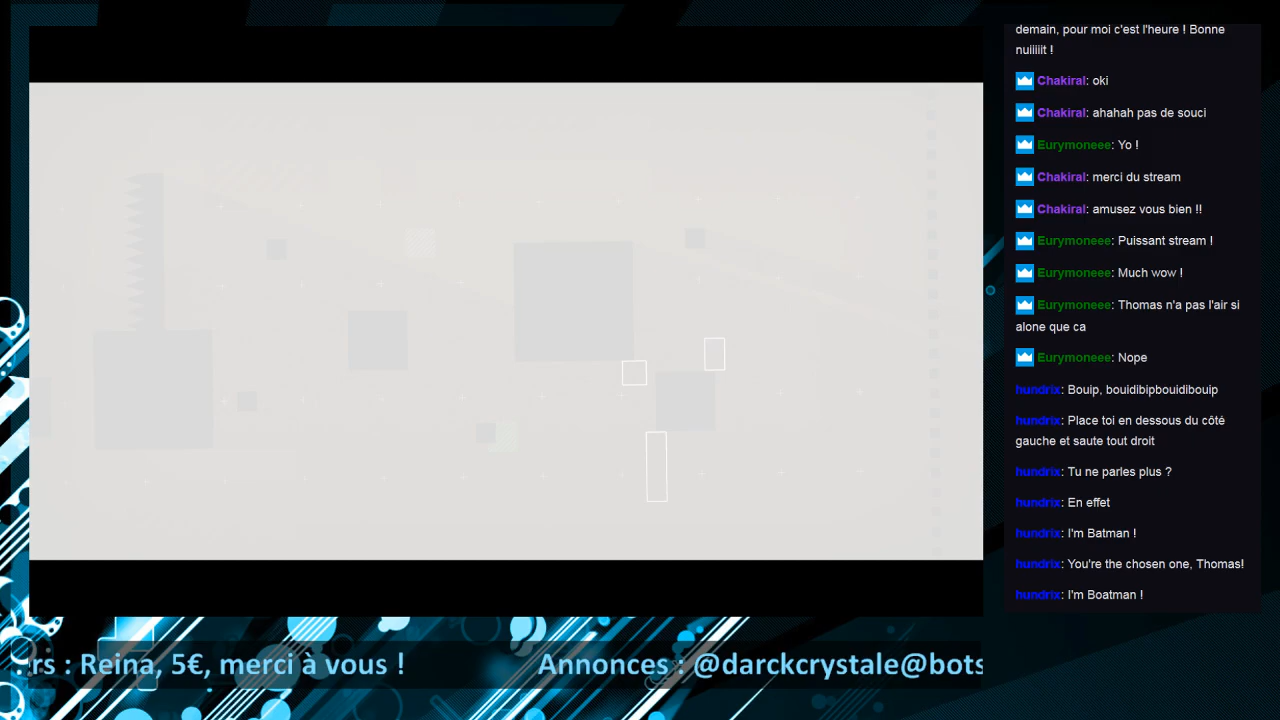 demain, pour moi c'est l'heure ! Bonne
nuiiiiit !
Chakiral: oki
Chakiral: ahahah pas de souci
Eurymoneee: Yo !
Chakiral: merci du stream
Chakiral: amusez vous bien !!
Eurymoneee: Puissant stream !
Eurymoneee: Much wow !
Eurymoneee: Thomas n'a pas l'air si
alone que ca
Eurymoneee: Nope
hundrix: Bouip, bouidibipbouidibouip
hundrix: Place toi en dessous du côté
gauche et saute tout droit
hundrix: Tu ne parles plus ?
hundrix: En effet
hundrix: I'm Batman !
hundrix: You're the chosen one, Thomas!
hundrix: I'm Boatman !
rs : Reina, 5€, merci à vous !
Annonces : @darckcrystale@bots